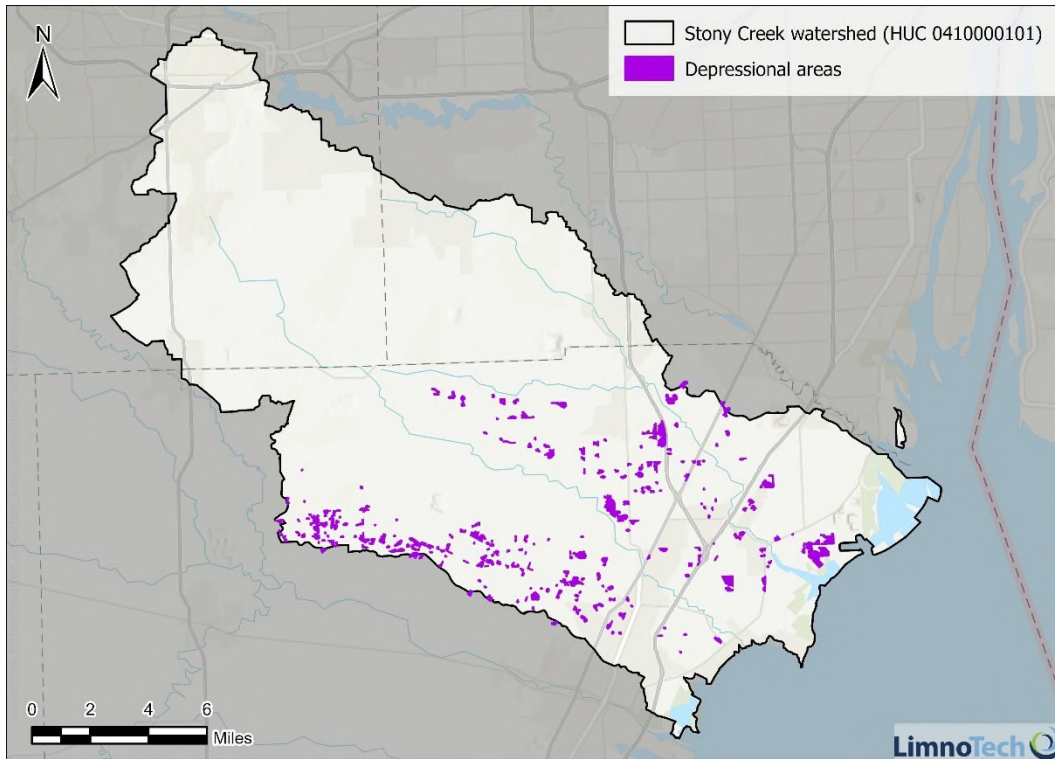 N
Stony Creek watershed (HUC 0410000101)
Depressional areas
0 2 4 6
Miles
LimnoTech